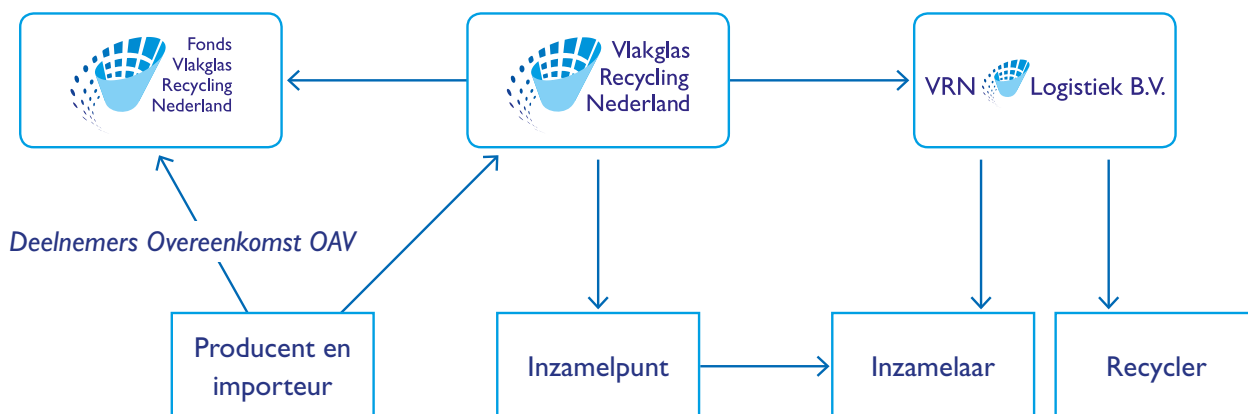 Fonds
Vlakglas
Recycling
Nederland
Vlakglas
Recycling
Nederland
VRN Logistiek B.V.
Deelnemers Overeenkomst OAV
Producent en
importeur
Inzamelpunt
Inzamelaar
Recycler